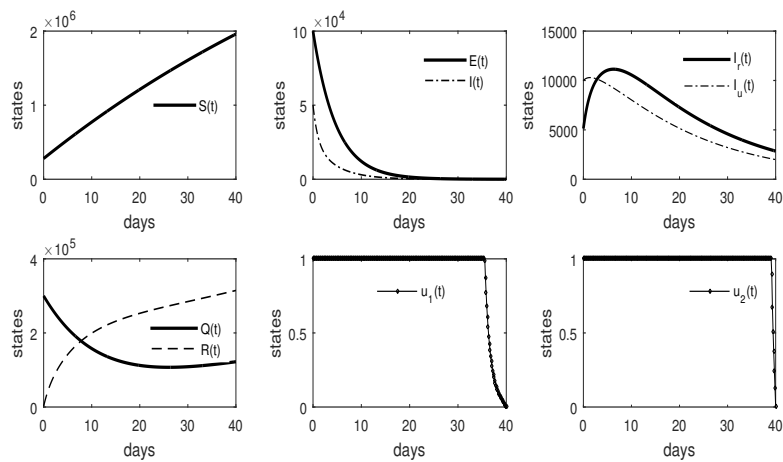 ×10⁶
2
1
0
states
S(t)
0 10 20 30 40
days
×10⁴
10
5
0
states
E(t)
I(t)
0 10 20 30 40
days
15000
10000
5000
0
states
I_r(t)
I_u(t)
0 10 20 30 40
days
×10⁵
4
2
0
states
Q(t)
R(t)
0 10 20 30 40
days
1
0.5
0
states
u_1(t)
0 10 20 30 40
days
1
0.5
0
states
u_2(t)
0 10 20 30 40
days